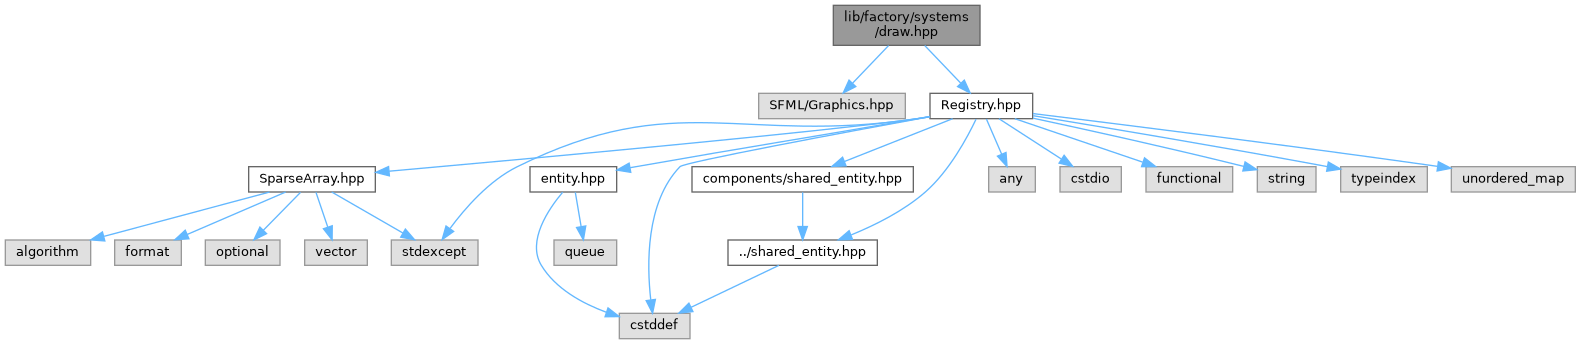 lib/factory/systems
/draw.hpp
SFML/Graphics.hpp
Registry.hpp
SparseArray.hpp
entity.hpp
components/shared_entity.hpp
any
cstdio
functional
string
typeindex
unordered_map
algorithm
format
optional
vector
stdexcept
queue
../shared_entity.hpp
cstddef